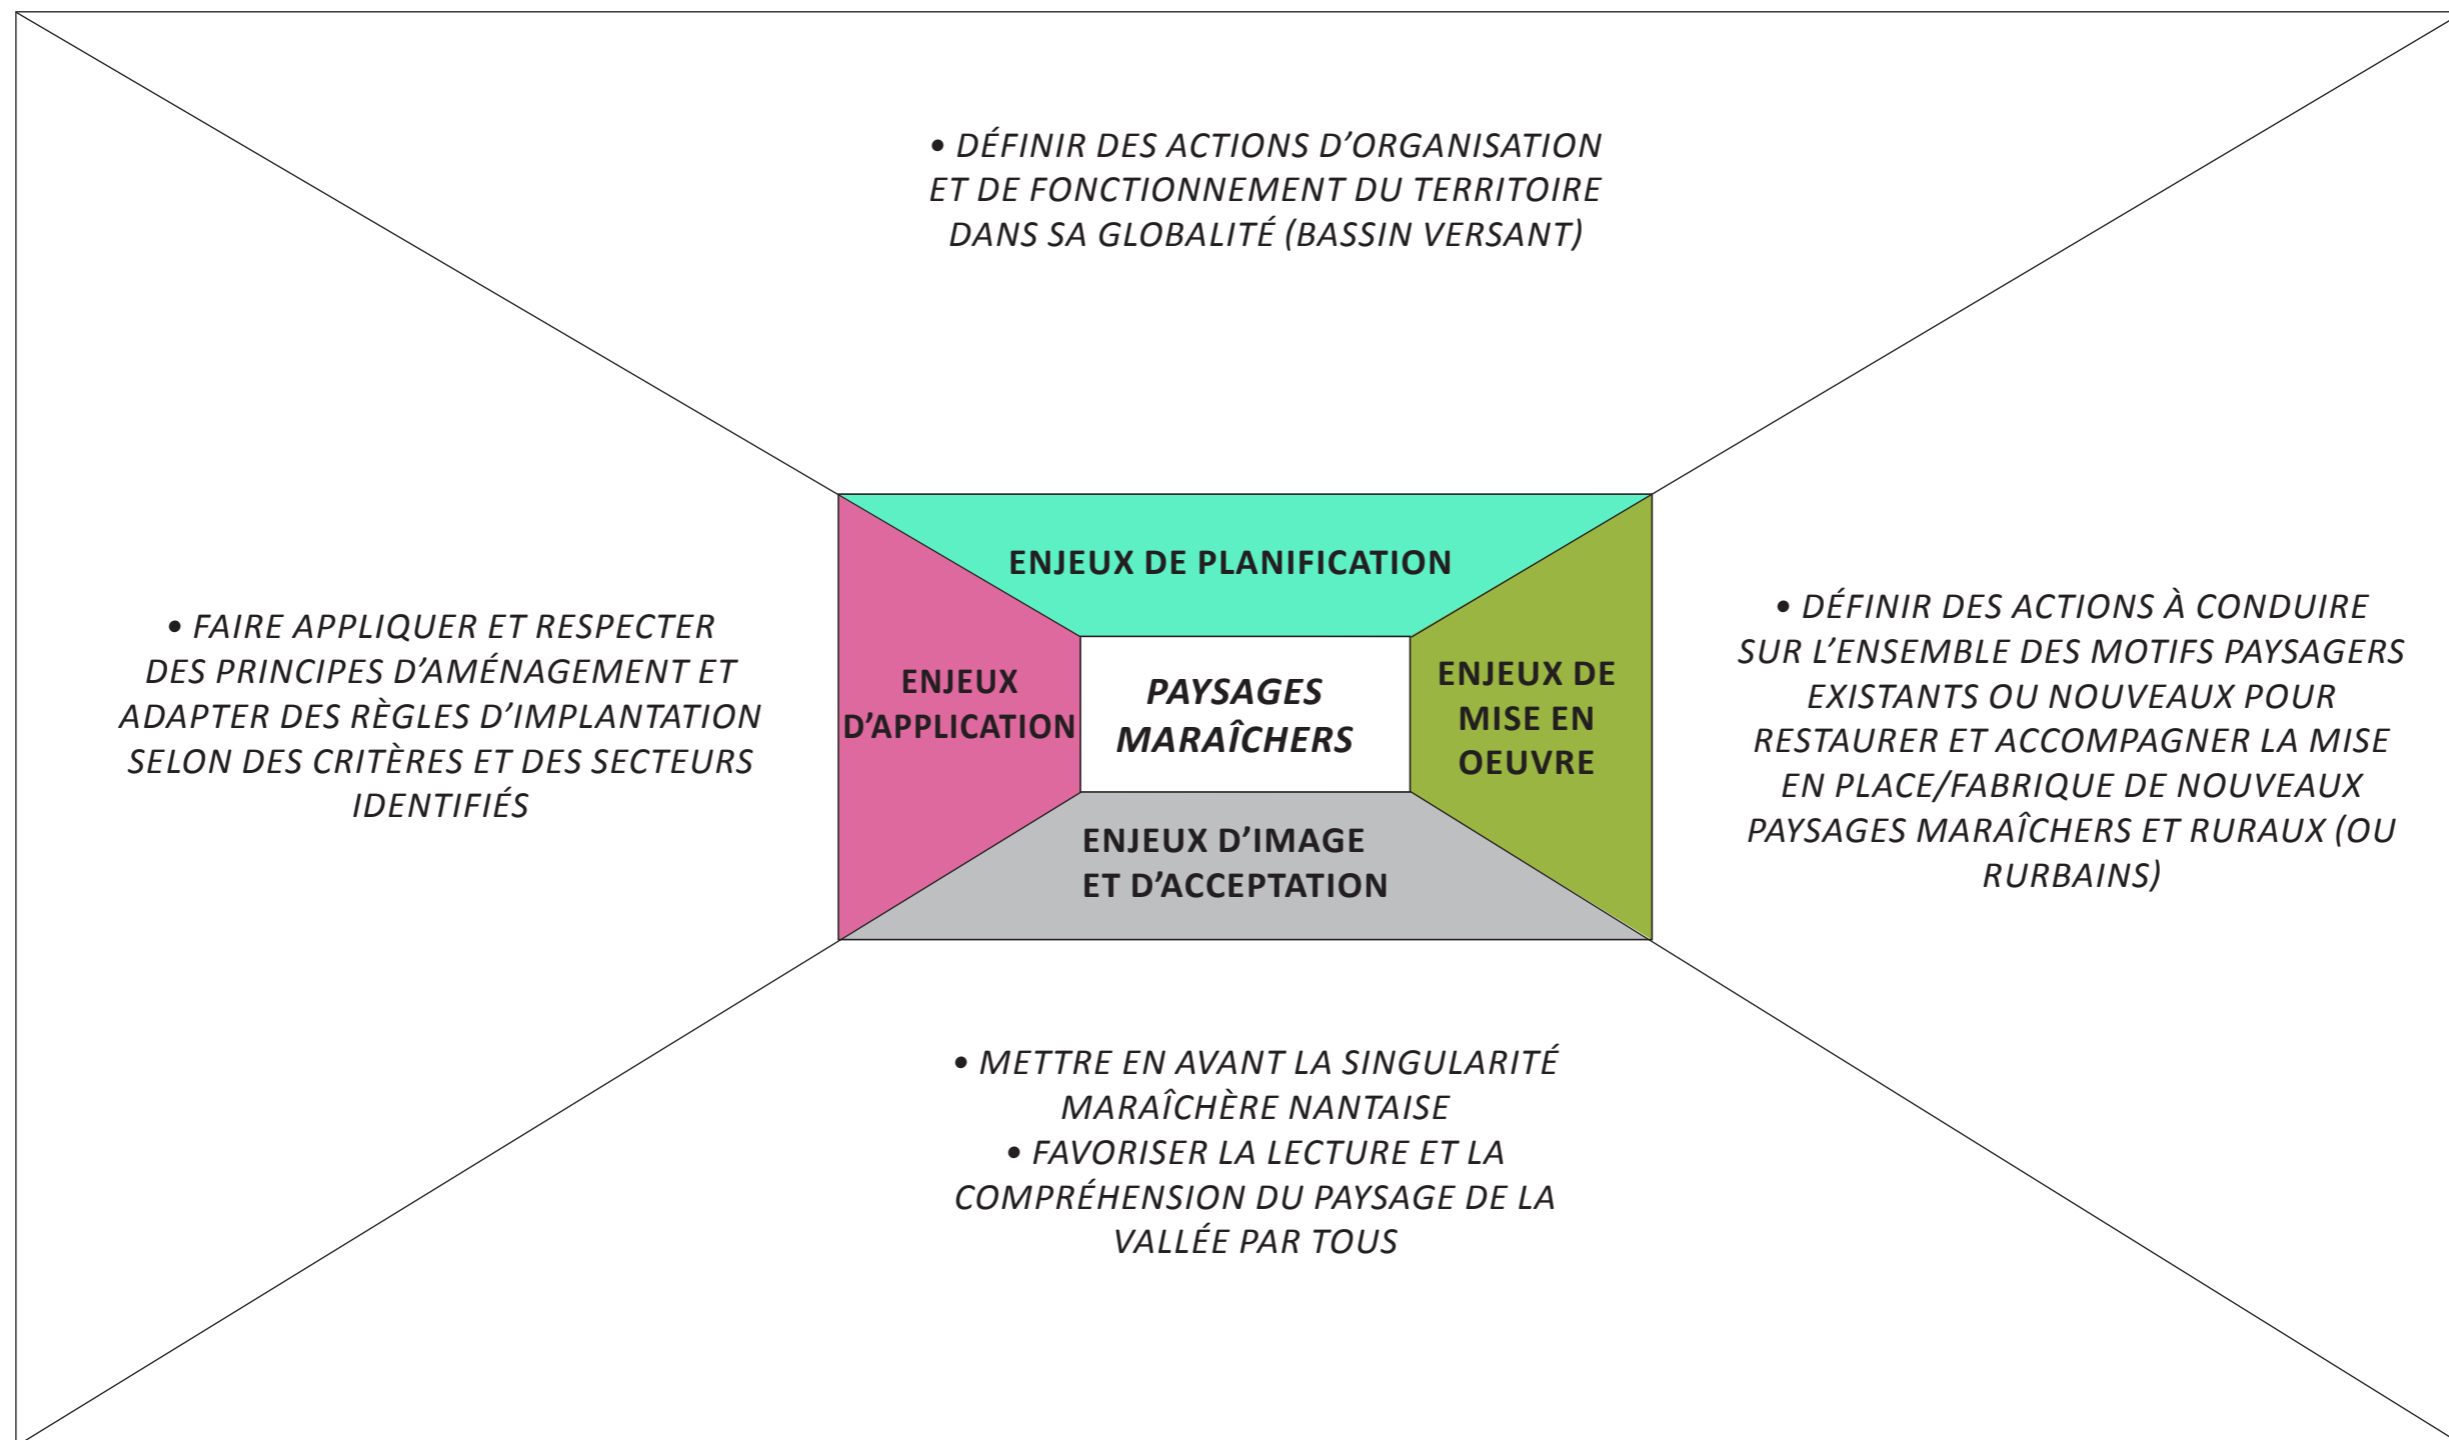 • DÉFINIR DES ACTIONS D’ORGANISATION
ET DE FONCTIONNEMENT DU TERRITOIRE
DANS SA GLOBALITÉ (BASSIN VERSANT)
ENJEUX DE PLANIFICATION
• FAIRE APPLIQUER ET RESPECTER
DES PRINCIPES D’AMÉNAGEMENT ET
ADAPTER DES RÈGLES D’IMPLANTATION
SELON DES CRITÈRES ET DES SECTEURS
IDENTIFIÉS
ENJEUX
D’APPLICATION
PAYSAGES
MARAÎCHERS
ENJEUX DE
MISE EN
OEUVRE
• DÉFINIR DES ACTIONS À CONDUIRE
SUR L’ENSEMBLE DES MOTIFS PAYSAGERS
EXISTANTS OU NOUVEAUX POUR
RESTAURER ET ACCOMPAGNER LA MISE
EN PLACE/FABRIQUE DE NOUVEAUX
PAYSAGES MARAÎCHERS ET RURAUX (OU
RURBAINS)
ENJEUX D’IMAGE
ET D’ACCEPTATION
• METTRE EN AVANT LA SINGULARITÉ
MARAÎCHÈRE NANTAISE
• FAVORISER LA LECTURE ET LA
COMPRÉHENSION DU PAYSAGE DE LA
VALLÉE PAR TOUS